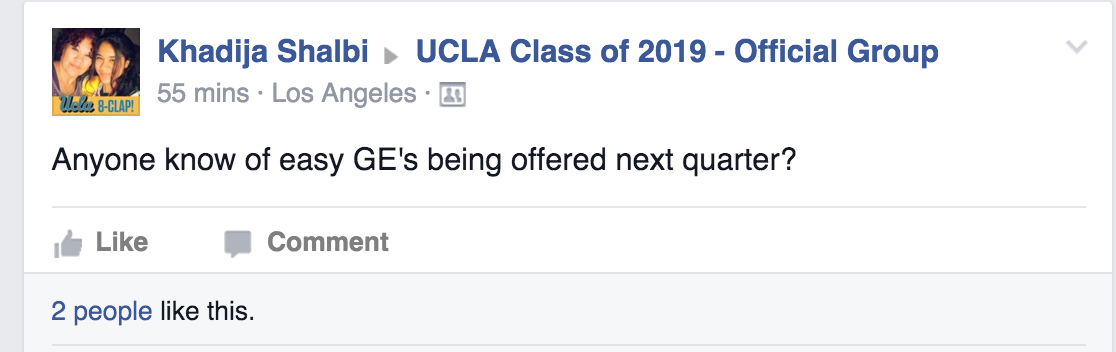 Khadija Shalbi ▶ UCLA Class of 2019 - Official Group
55 mins · Los Angeles ·
Ucla 8-CLAP!
Anyone know of easy GE's being offered next quarter?
Like Comment
2 people like this.